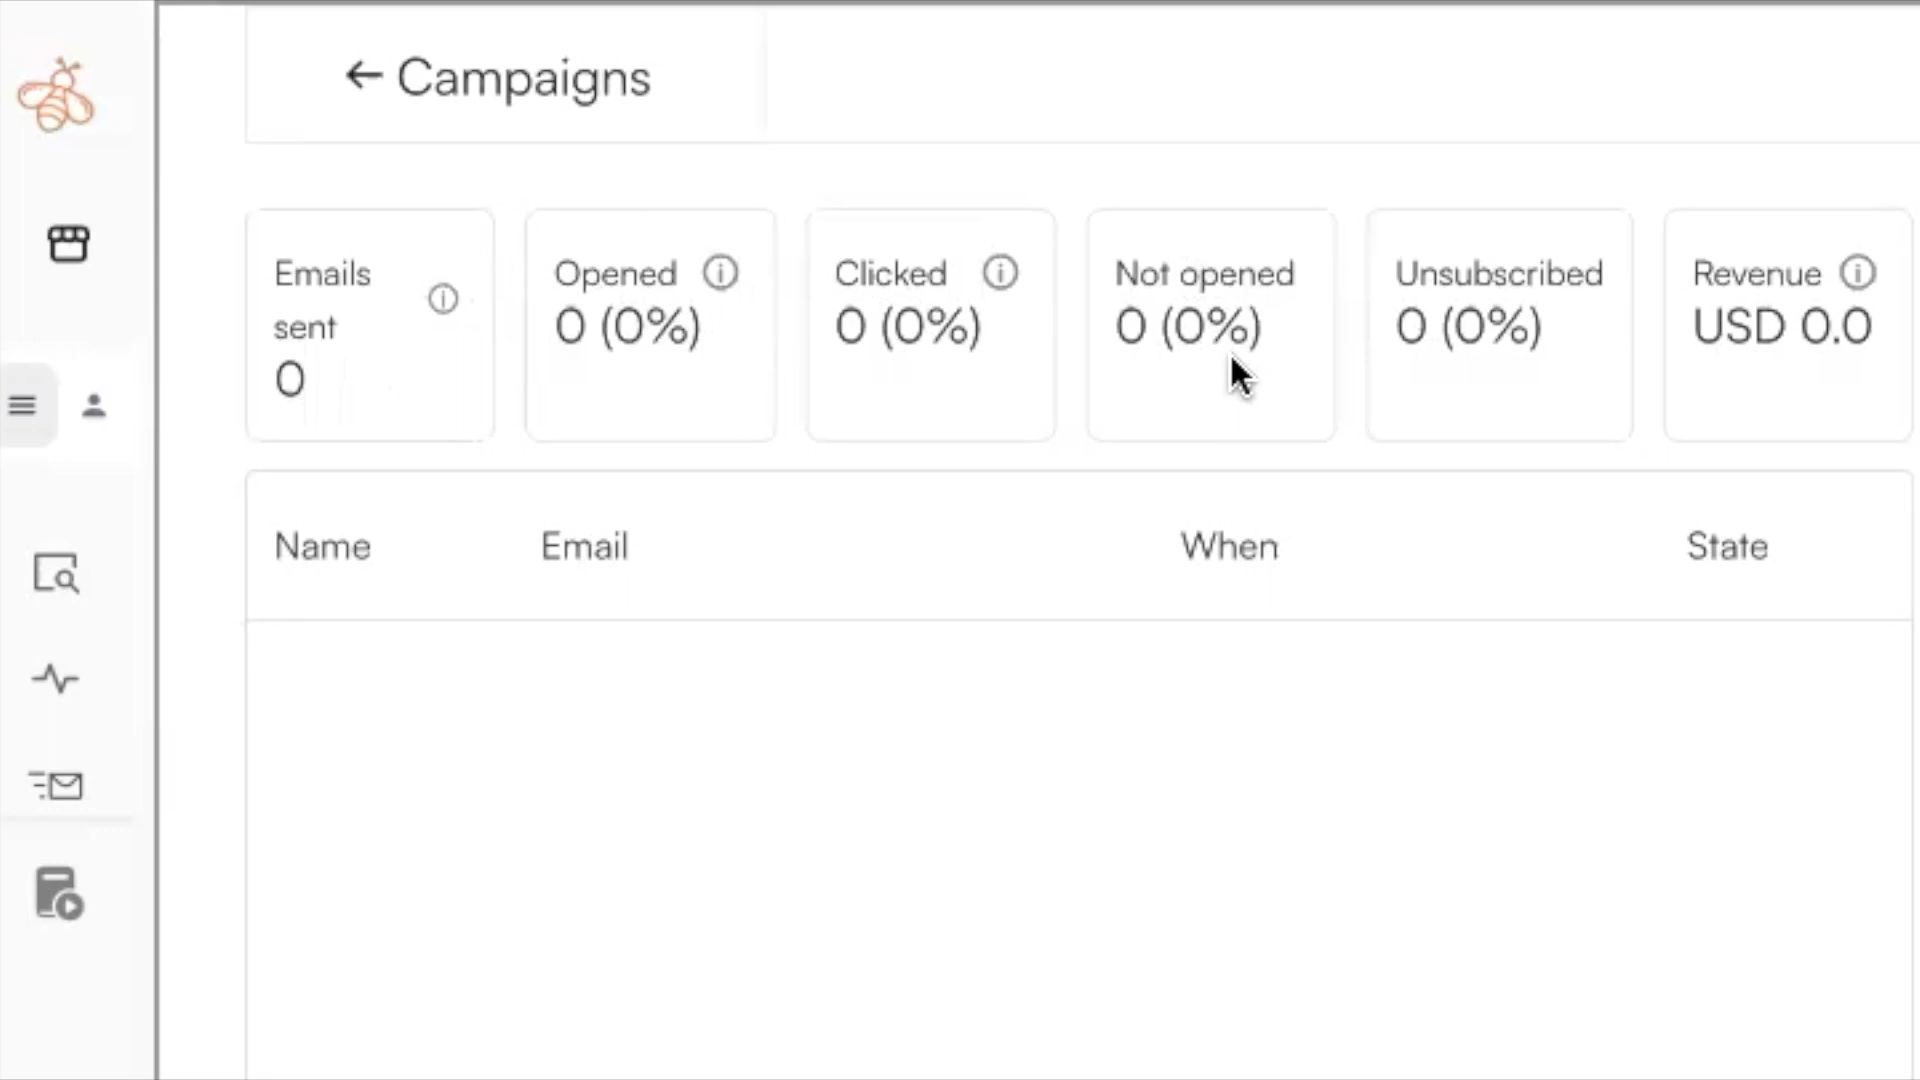 ← Campaigns
Emails
sent
0
Opened
0 (0%)
Clicked
0 (0%)
Not opened
0 (0%)
Unsubscribed
0 (0%)
Revenue
USD 0.0
Name Email When State